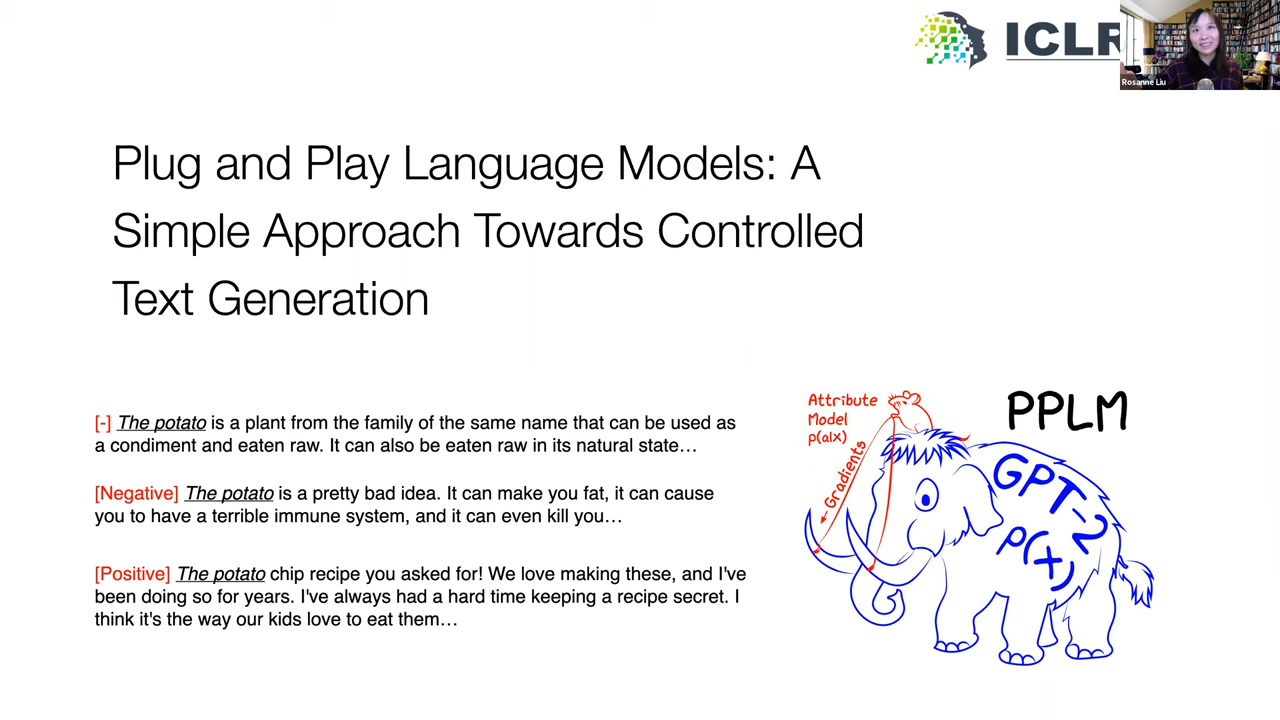 ICLR
Rosanne Liu
Plug and Play Language Models: A
Simple Approach Towards Controlled
Text Generation
[-] The potato is a plant from the family of the same name that can be used as
a condiment and eaten raw. It can also be eaten raw in its natural state…
[Negative] The potato is a pretty bad idea. It can make you fat, it can cause
you to have a terrible immune system, and it can even kill you…
[Positive] The potato chip recipe you asked for! We love making these, and I've
been doing so for years. I've always had a hard time keeping a recipe secret. I
think it's the way our kids love to eat them…
Attribute
Model
p(a|x)
Gradients
PPLM
GPT-2
p(x)